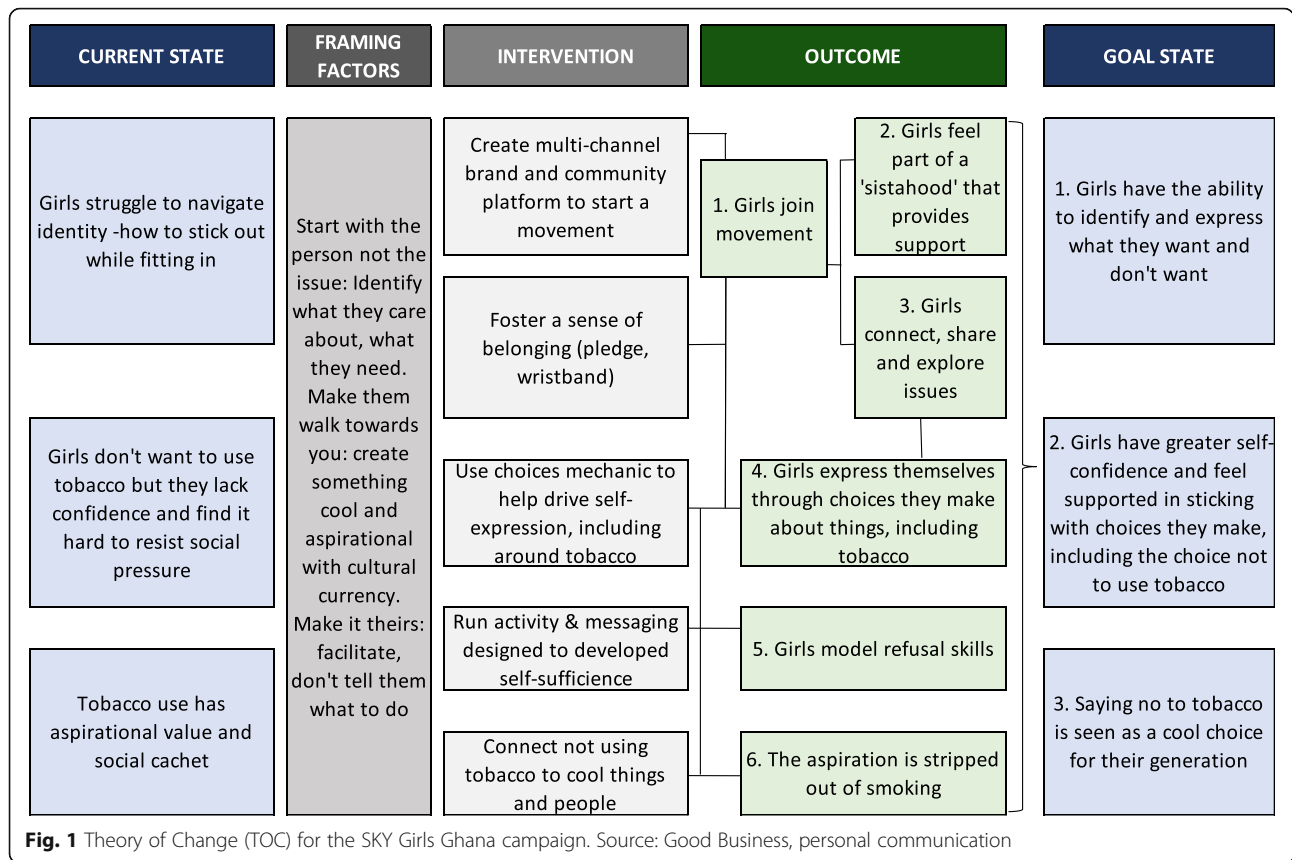 CURRENT STATE
FRAMING
FACTORS
INTERVENTION
OUTCOME
GOAL STATE
Girls struggle to navigate
identity -how to stick out
while fitting in
Girls don't want to use
tobacco but they lack
confidence and find it
hard to resist social
pressure
Tobacco use has
aspirational value and
social cachet
Start with the
person not the
issue: Identify
what they care
about, what
they need.
Make them
walk towards
you: create
something
cool and
aspirational
with cultural
currency.
Make it theirs:
facilitate,
don't tell them
what to do
Create multi-channel
brand and community
platform to start a
movement
Foster a sense of
belonging (pledge,
wristband)
Use choices mechanic to
help drive self-
expression, including
around tobacco
Run activity & messaging
designed to developed
self-sufficience
Connect not using
tobacco to cool things
and people
1. Girls join
movement
2. Girls feel
part of a
'sistahood' that
provides
support
3. Girls
connect, share
and explore
issues
4. Girls express themselves
through choices they make
about things, including
tobacco
5. Girls model refusal skills
6. The aspiration is stripped
out of smoking
1. Girls have the ability
to identify and express
what they want and
don't want
2. Girls have greater self-
confidence and feel
supported in sticking
with choices they make,
including the choice not
to use tobacco
3. Saying no to tobacco
is seen as a cool choice
for their generation
Fig. 1 Theory of Change (TOC) for the SKY Girls Ghana campaign. Source: Good Business, personal communication